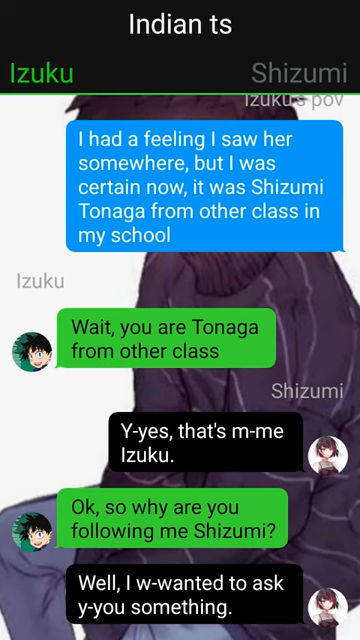 Indian ts
Izuku
Shizumi
Izuku's pov
I had a feeling I saw her
somewhere, but I was
certain now, it was Shizumi
Tonaga from other class in
my school
Izuku
Wait, you are Tonaga
from other class
Shizumi
Y-yes, that's m-me
Izuku.
Ok, so why are you
following me Shizumi?
Well, I w-wanted to ask
y-you something.